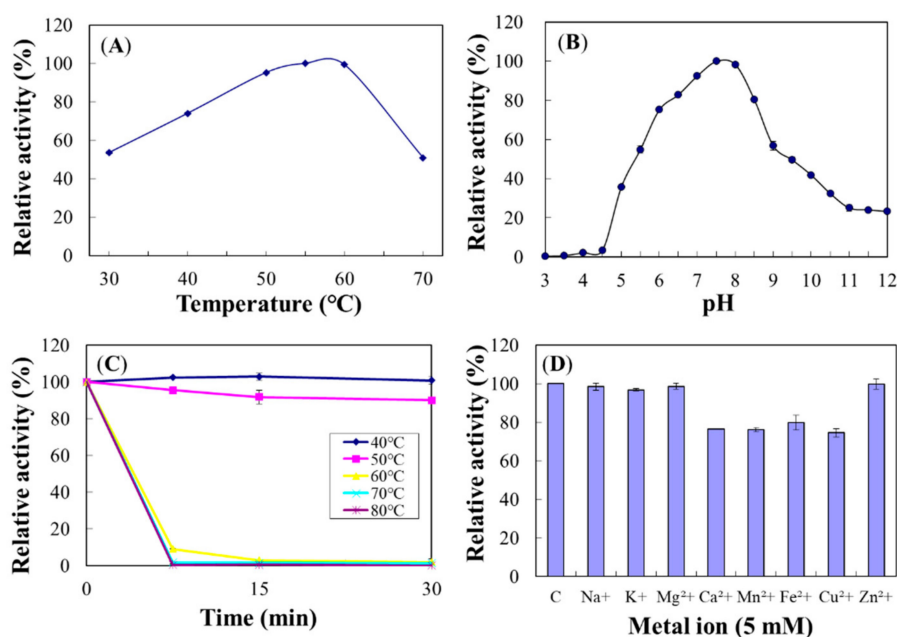 (A)
Relative activity (%)
120
100
80
60
40
20
0
30 40 50 60 70
Temperature (℃)
(B)
Relative activity (%)
120
100
80
60
40
20
0
3 4 5 6 7 8 9 10 11 12
pH
(C)
Relative activity (%)
120
100
80
60
40
20
0
40℃
50℃
60℃
70℃
80℃
0 15 30
Time (min)
(D)
Relative activity (%)
120
100
80
60
40
20
0
C Na+ K+ Mg²+ Ca²+ Mn²+ Fe²+ Cu²+ Zn²+
Metal ion (5 mM)